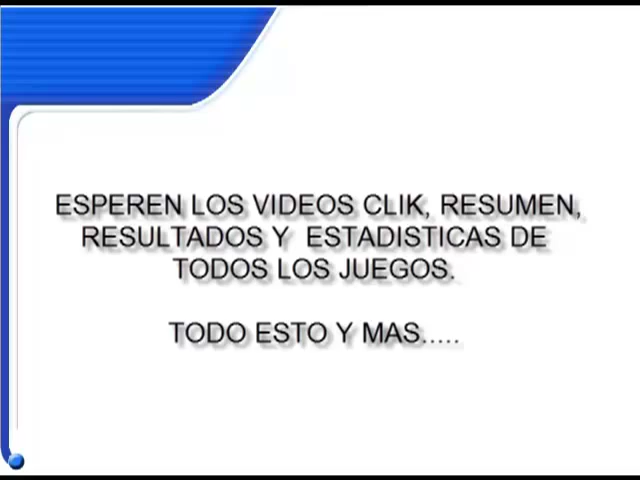 ESPEREN LOS VIDEOS CLIK, RESUMEN,
RESULTADOS Y ESTADISTICAS DE
TODOS LOS JUEGOS.
TODO ESTO Y MAS.....